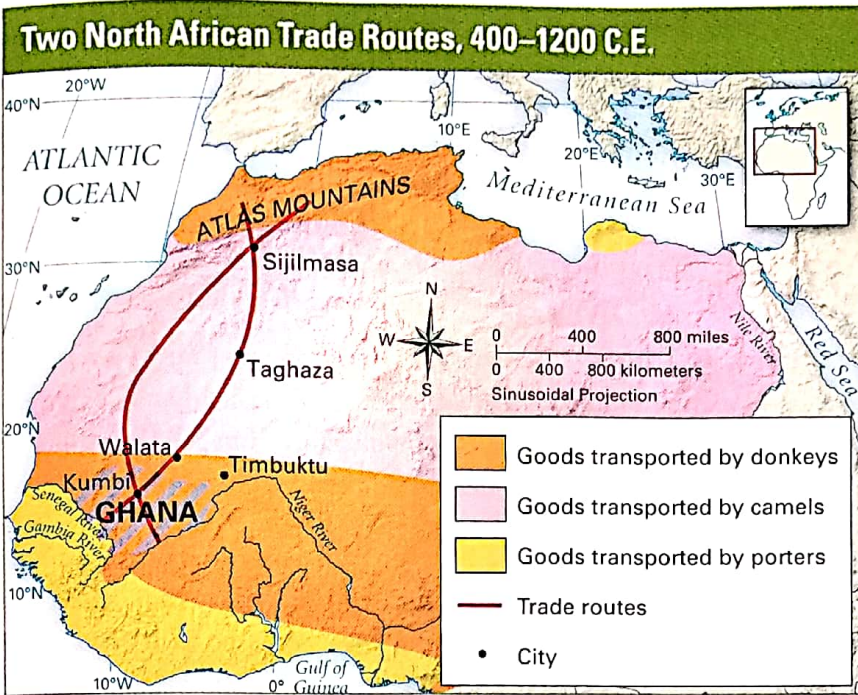 Two North African Trade Routes, 400–1200 C.E.
20°W
40°N
10°E
20°E
30°E
ATLANTIC
OCEAN
Mediterranean Sea
ATLAS MOUNTAINS
Sijilmasa
30°N
N
W
E
S
0 400 800 miles
0 400 800 kilometers
Sinusoidal Projection
Nile River
Red Sea
Taghaza
20°N
Walata
Timbuktu
Kumbi
GHANA
Senegal River
Gambia River
Niger River
10°N
10°W
0°
Gulf of
Guinea
Goods transported by donkeys
Goods transported by camels
Goods transported by porters
Trade routes
City